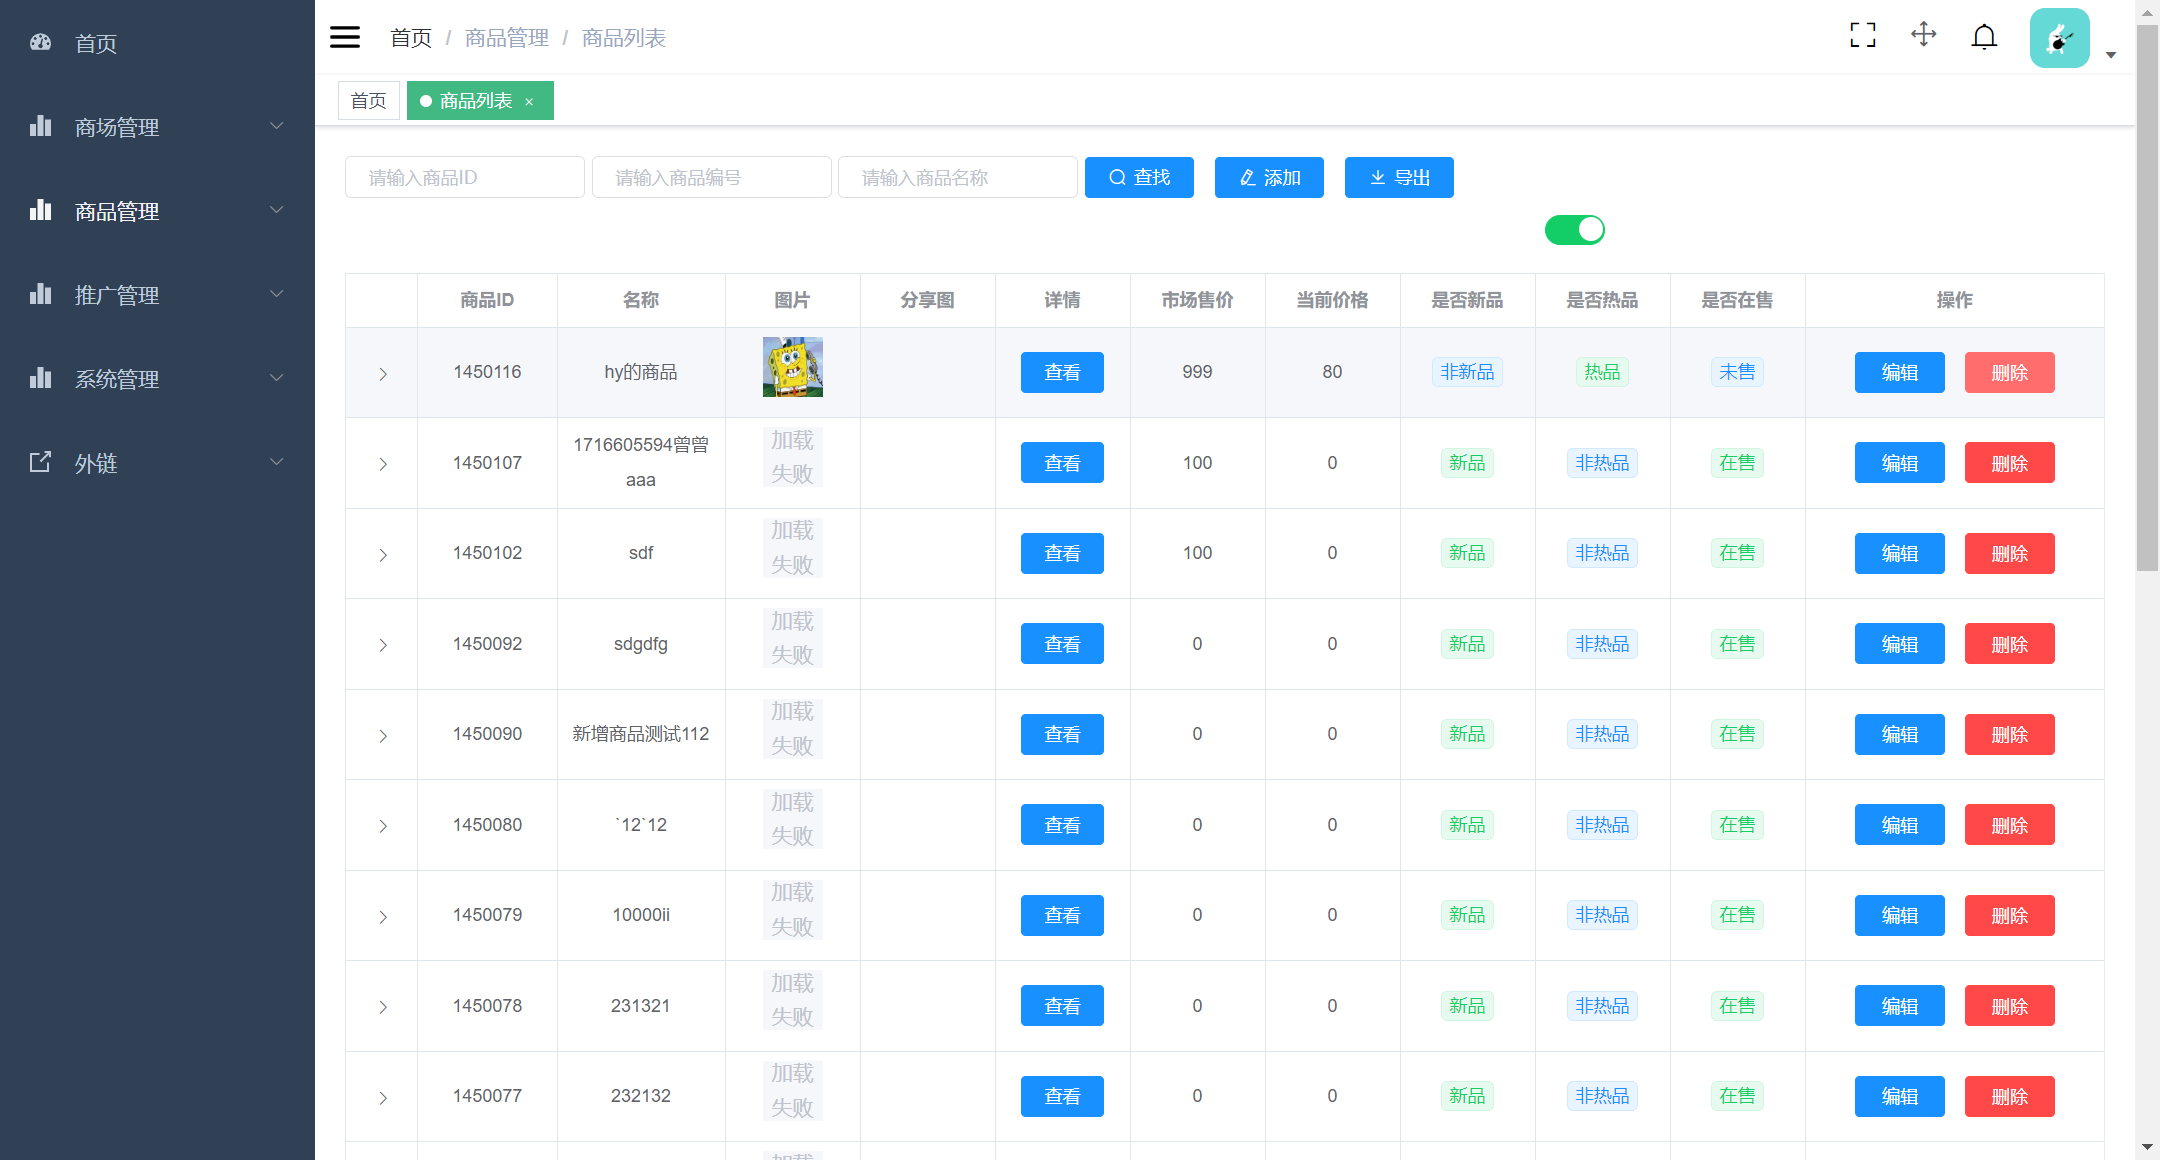 首页
商场管理
商品管理
推广管理
系统管理
外链
首页 / 商品管理 / 商品列表
首页
商品列表 ×
请输入商品ID 请输入商品编号 请输入商品名称 查找 添加 导出
商品ID 名称 图片 分享图 详情 市场售价 当前价格 是否新品 是否热品 是否在售 操作
1450116 hy的商品 查看 999 80 非新品 热品 未售 编辑 删除
1450107 1716605594曾曾aaa 加载失败 查看 100 0 新品 非热品 在售 编辑 删除
1450102 sdf 加载失败 查看 100 0 新品 非热品 在售 编辑 删除
1450092 sdgdfg 加载失败 查看 0 0 新品 非热品 在售 编辑 删除
1450090 新增商品测试112 加载失败 查看 0 0 新品 非热品 在售 编辑 删除
1450080 `12`12 加载失败 查看 0 0 新品 非热品 在售 编辑 删除
1450079 10000ii 加载失败 查看 0 0 新品 非热品 在售 编辑 删除
1450078 231321 加载失败 查看 0 0 新品 非热品 在售 编辑 删除
1450077 232132 加载失败 查看 0 0 新品 非热品 在售 编辑 删除